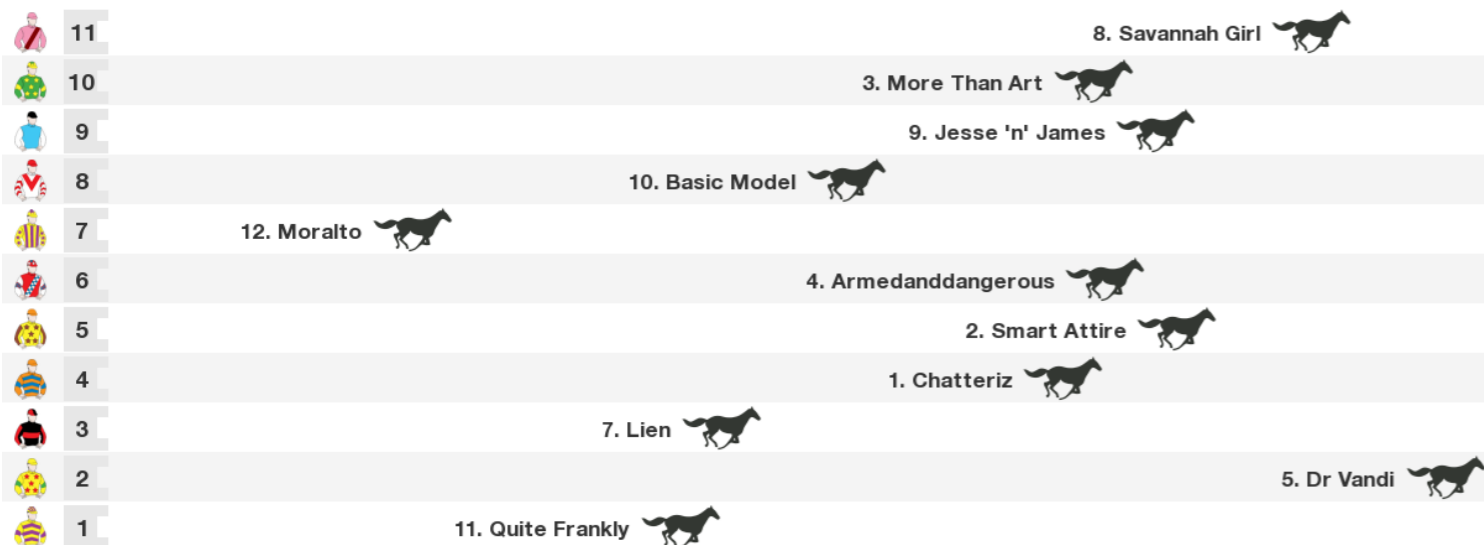 11 8. Savannah Girl
10 3. More Than Art
9 9. Jesse 'n' James
8 10. Basic Model
7 12. Moralto
6 4. Armedanddangerous
5 2. Smart Attire
4 1. Chatteriz
3 7. Lien
2 5. Dr Vandi
1 11. Quite Frankly